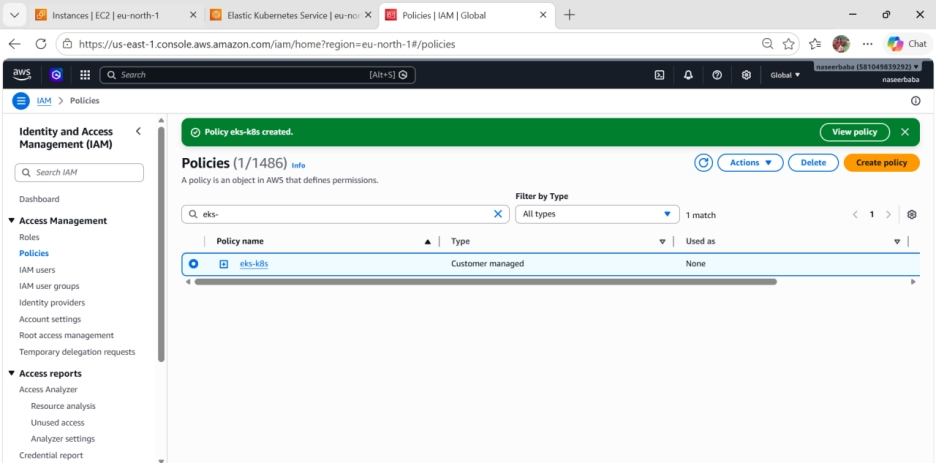 Instances | EC2 | eu-north-1
Elastic Kubernetes Service | eu-nor
Policies | IAM | Global
https://us-east-1.console.aws.amazon.com/iam/home?region=eu-north-1#/policies
Chat
aws
Search
[Alt+S]
Global
naseerbaba (581049839292)
naseerbaba
IAM > Policies
Identity and Access
Management (IAM)
Search IAM
Dashboard
Access Management
Roles
Policies
IAM users
IAM user groups
Identity providers
Account settings
Root access management
Temporary delegation requests
Access reports
Access Analyzer
Resource analysis
Unused access
Analyzer settings
Credential report
Policy eks-k8s created.
View policy
Policies (1/1486) Info
Actions
Delete
Create policy
A policy is an object in AWS that defines permissions.
Filter by Type
eks-
All types
1 match
1
Policy name
Type
Used as
eks-k8s
Customer managed
None